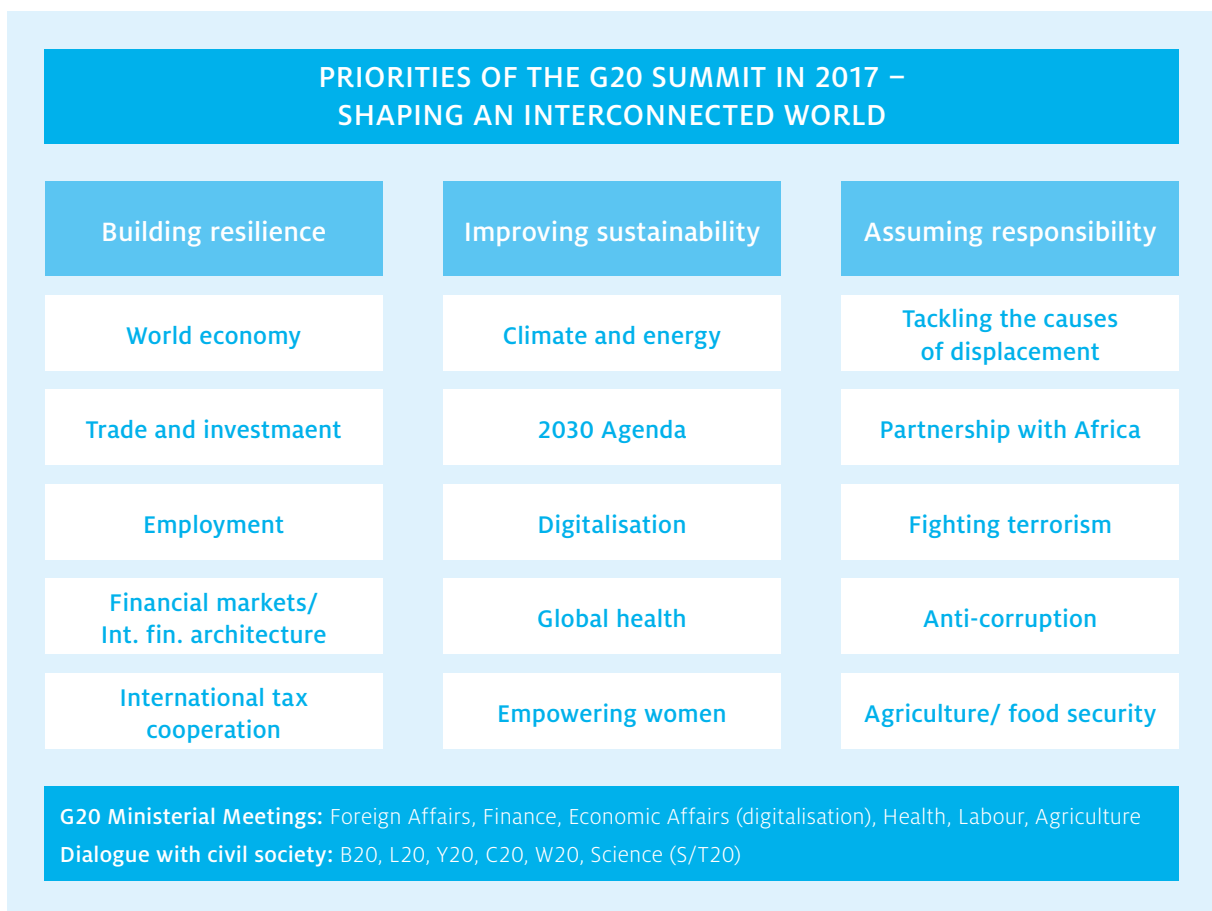 PRIORITIES OF THE G20 SUMMIT IN 2017 –
SHAPING AN INTERCONNECTED WORLD
Building resilience
World economy
Trade and investmaent
Employment
Financial markets/
Int. fin. architecture
International tax
cooperation
Improving sustainability
Climate and energy
2030 Agenda
Digitalisation
Global health
Empowering women
Assuming responsibility
Tackling the causes
of displacement
Partnership with Africa
Fighting terrorism
Anti-corruption
Agriculture/ food security
G20 Ministerial Meetings: Foreign Affairs, Finance, Economic Affairs (digitalisation), Health, Labour, Agriculture
Dialogue with civil society: B20, L20, Y20, C20, W20, Science (S/T20)